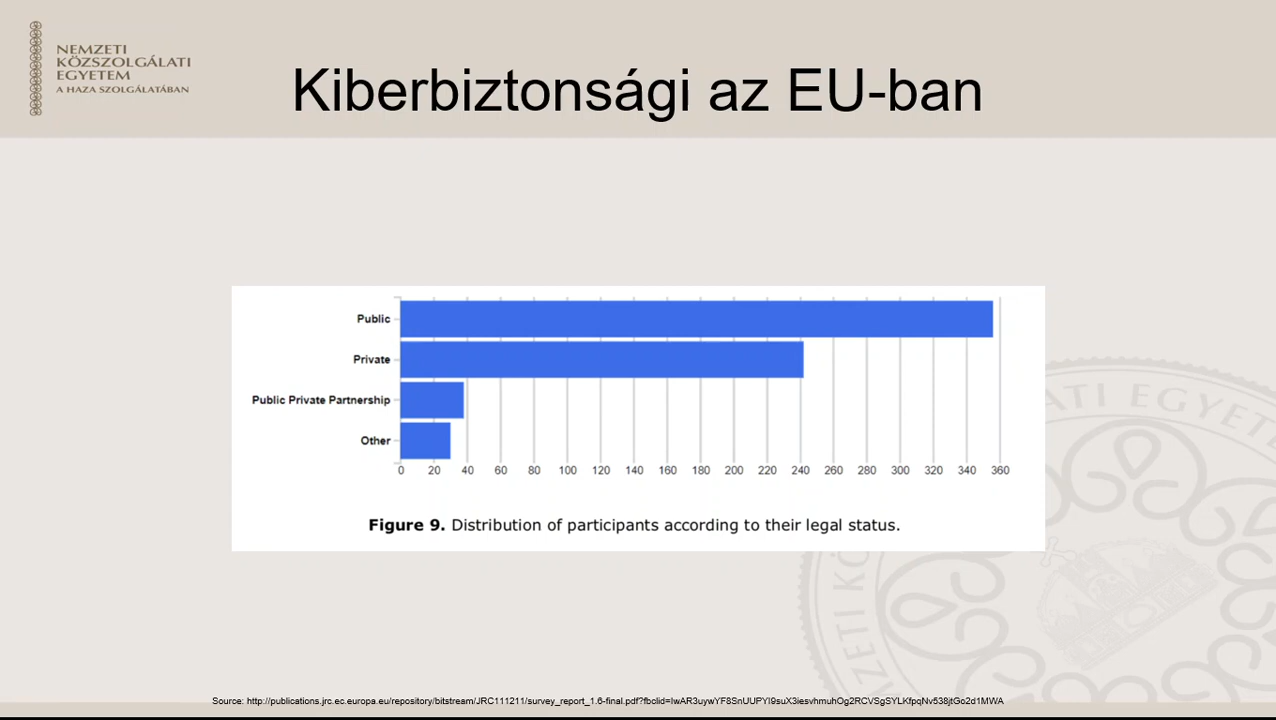 NEMZETI
KÖZSZOLGÁLATI
EGYETEM
A HAZA SZOLGÁLATÁBAN
Kiberbiztonsági az EU-ban
Public
Private
Public Private Partnership
Other
0 20 40 60 80 100 120 140 160 180 200 220 240 260 280 300 320 340 360
Figure 9. Distribution of participants according to their legal status.
Source: http://publications.jrc.ec.europa.eu/repository/bitstream/JRC111211/survey_report_1.6-final.pdf?fbclid=IwAR3uywYF8SnUUPYI9suX3iesvhmuhOg2RCVSgSYLKfpqNv538jtGo2d1MWA